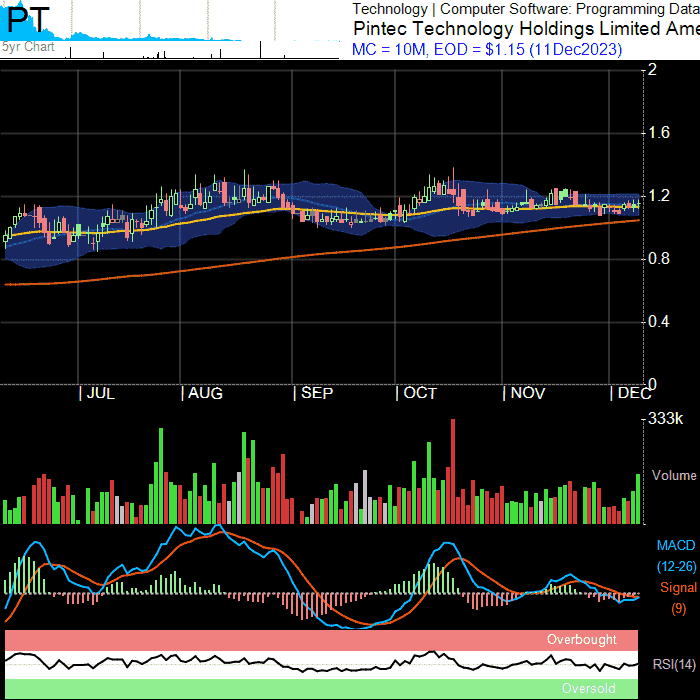 PT
5yr Chart
Technology | Computer Software: Programming Data
Pintec Technology Holdings Limited Ame
MC = 10M, EOD = $1.15 (11Dec2023)
2
1.6
1.2
0.8
0.4
0
| JUL | AUG | SEP | OCT | NOV | DEC
333k
Volume
MACD
(12-26)
Signal
(9)
Overbought
RSI(14)
Oversold